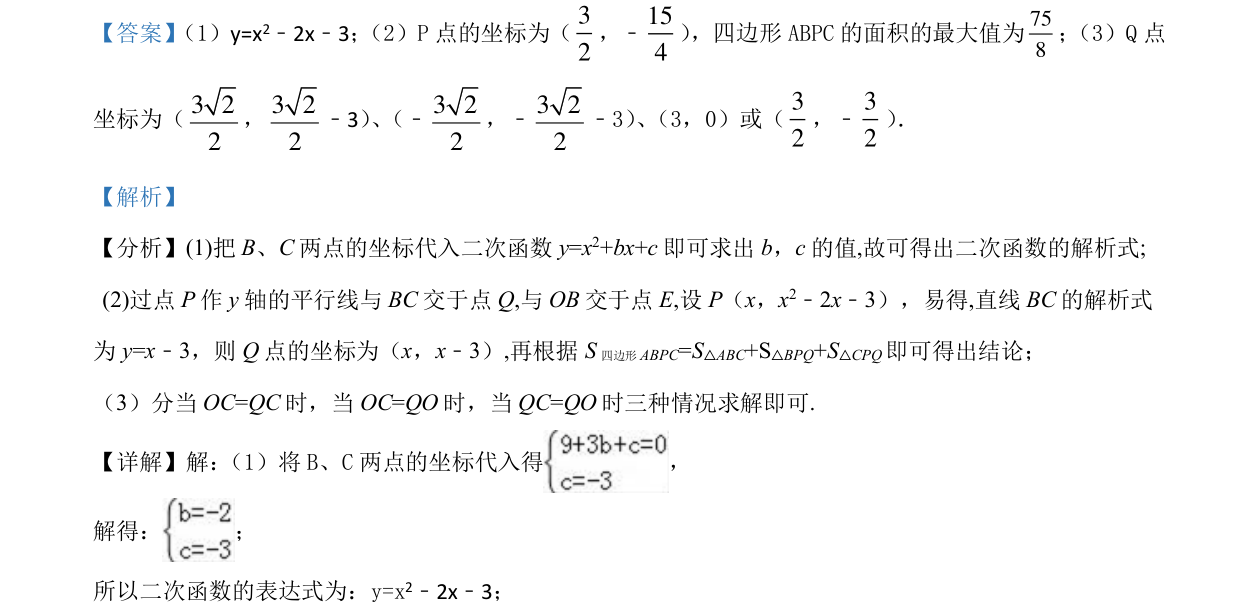 【答案】（1）y=x²﹣2x﹣3；（2）P 点的坐标为（3/2，﹣15/4），四边形 ABPC 的面积的最大值为75/8；（3）Q 点
坐标为（3√2/2，3√2/2﹣3）、（﹣3√2/2，﹣3√2/2﹣3）、（3，0）或（3/2，﹣3/2）.
【解析】
【分析】(1)把 B、C 两点的坐标代入二次函数 y=x²+bx+c 即可求出 b，c 的值,故可得出二次函数的解析式;
(2)过点 P 作 y 轴的平行线与 BC 交于点 Q,与 OB 交于点 E,设 P（x，x²﹣2x﹣3），易得,直线 BC 的解析式
为 y=x﹣3，则 Q 点的坐标为（x，x﹣3）,再根据 S四边形 ABPC=S△ABC+S△BPQ+S△CPQ 即可得出结论；
（3）分当 OC=QC 时，当 OC=QO 时，当 QC=QO 时三种情况求解即可.
【详解】解：（1）将 B、C 两点的坐标代入得{9+3b+c=0
c=-3，
解得：{b=-2
c=-3；
所以二次函数的表达式为：y=x²﹣2x﹣3；